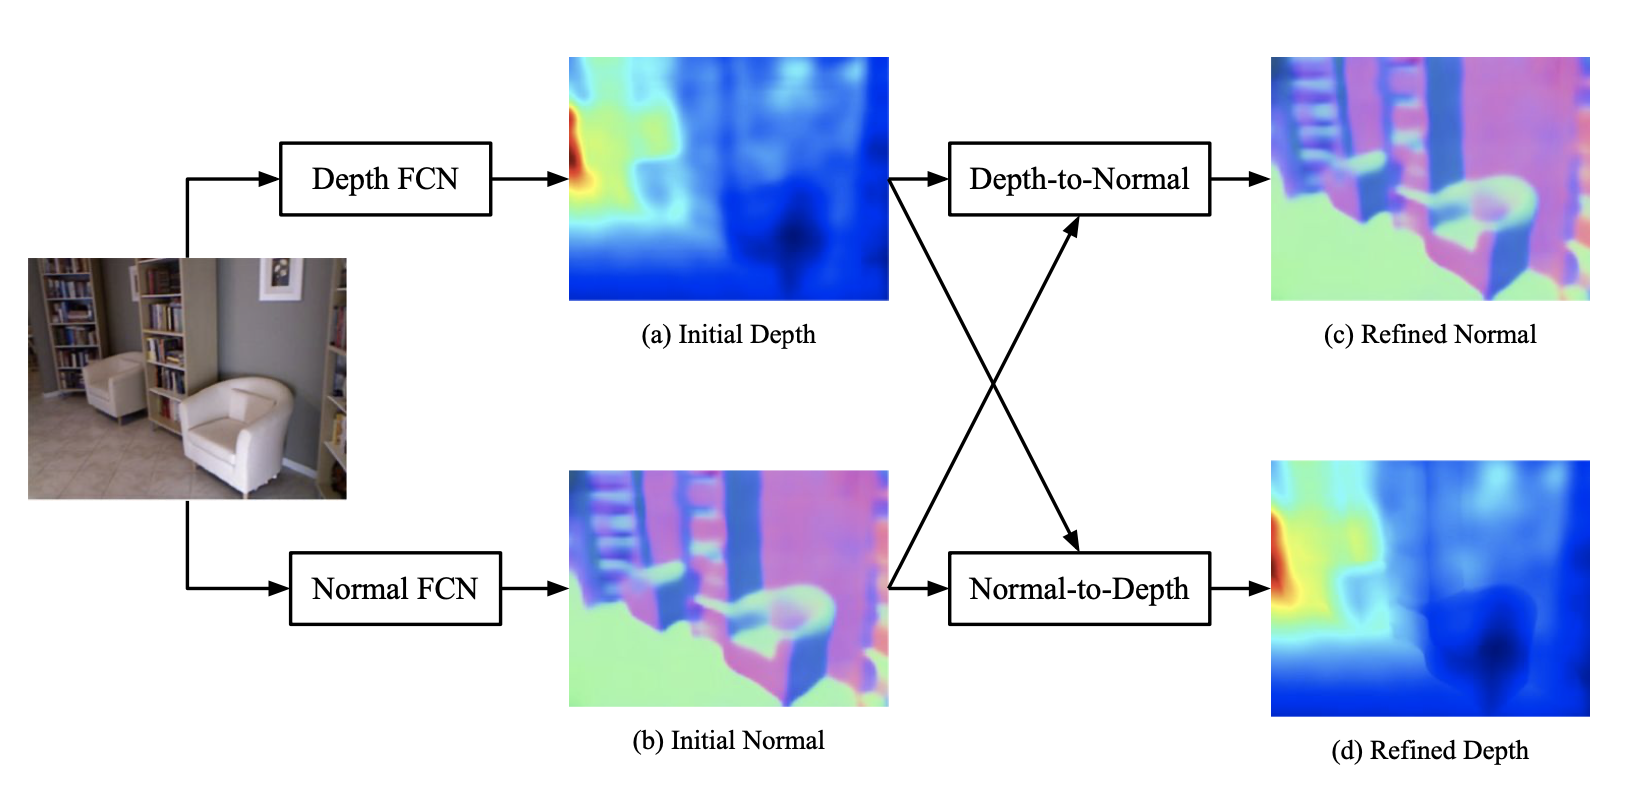 Depth FCN
Depth-to-Normal
(a) Initial Depth
(c) Refined Normal
Normal FCN
Normal-to-Depth
(b) Initial Normal
(d) Refined Depth